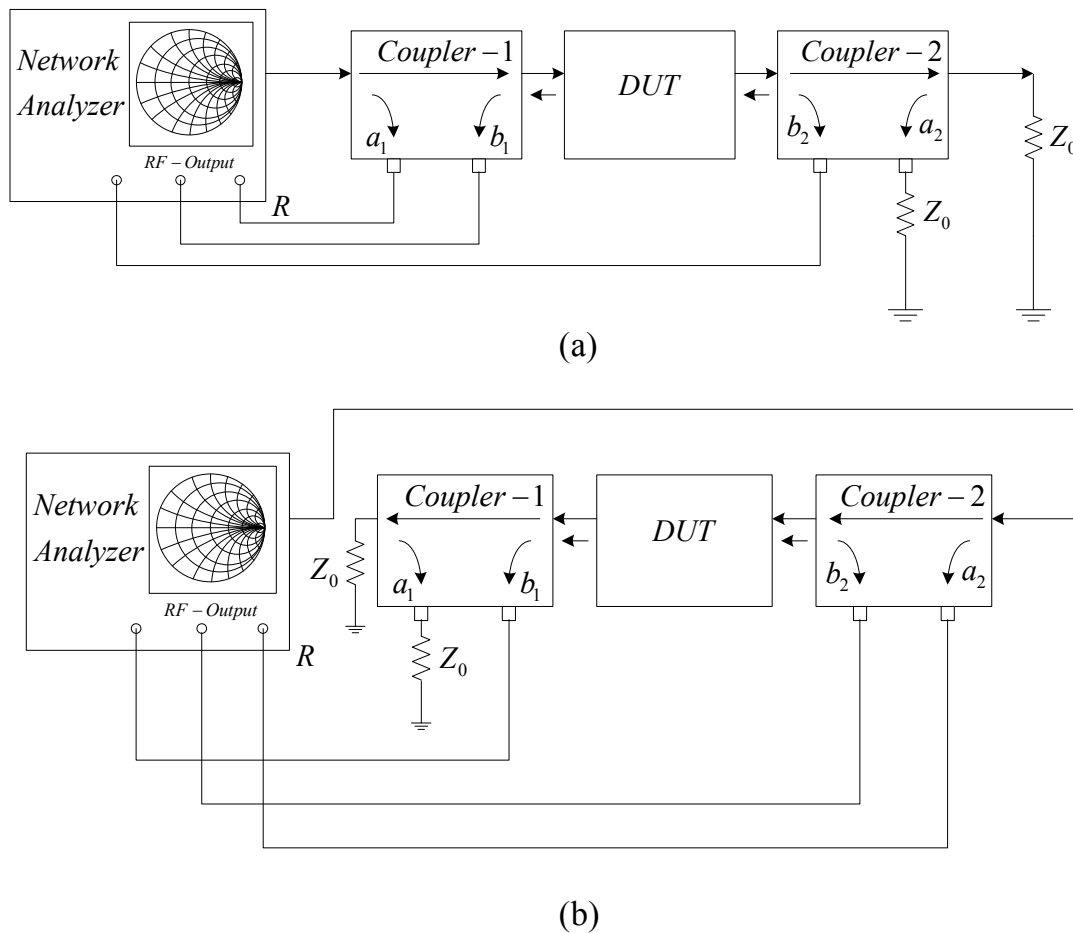 Network
Analyzer
RF – Output
R
Coupler – 1
a₁
b₁
DUT
Coupler – 2
b₂
a₂
Z₀
Z₀
(a)
Network
Analyzer
RF – Output
R
Z₀
Coupler – 1
a₁
b₁
Z₀
DUT
Coupler – 2
b₂
a₂
(b)